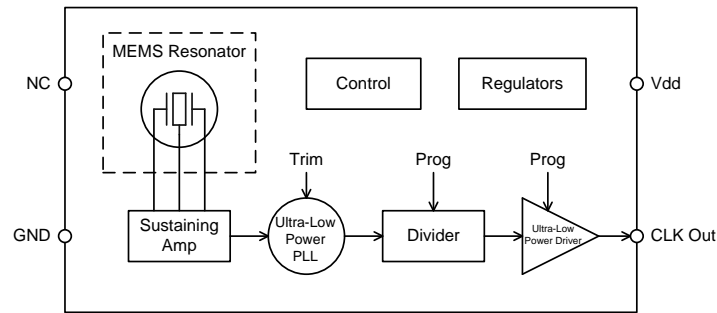 MEMS Resonator
NC
Control
Regulators
Vdd
Trim
Prog
Prog
GND
Sustaining
Amp
Ultra-Low
Power
PLL
Divider
Ultra-Low
Power Driver
CLK Out